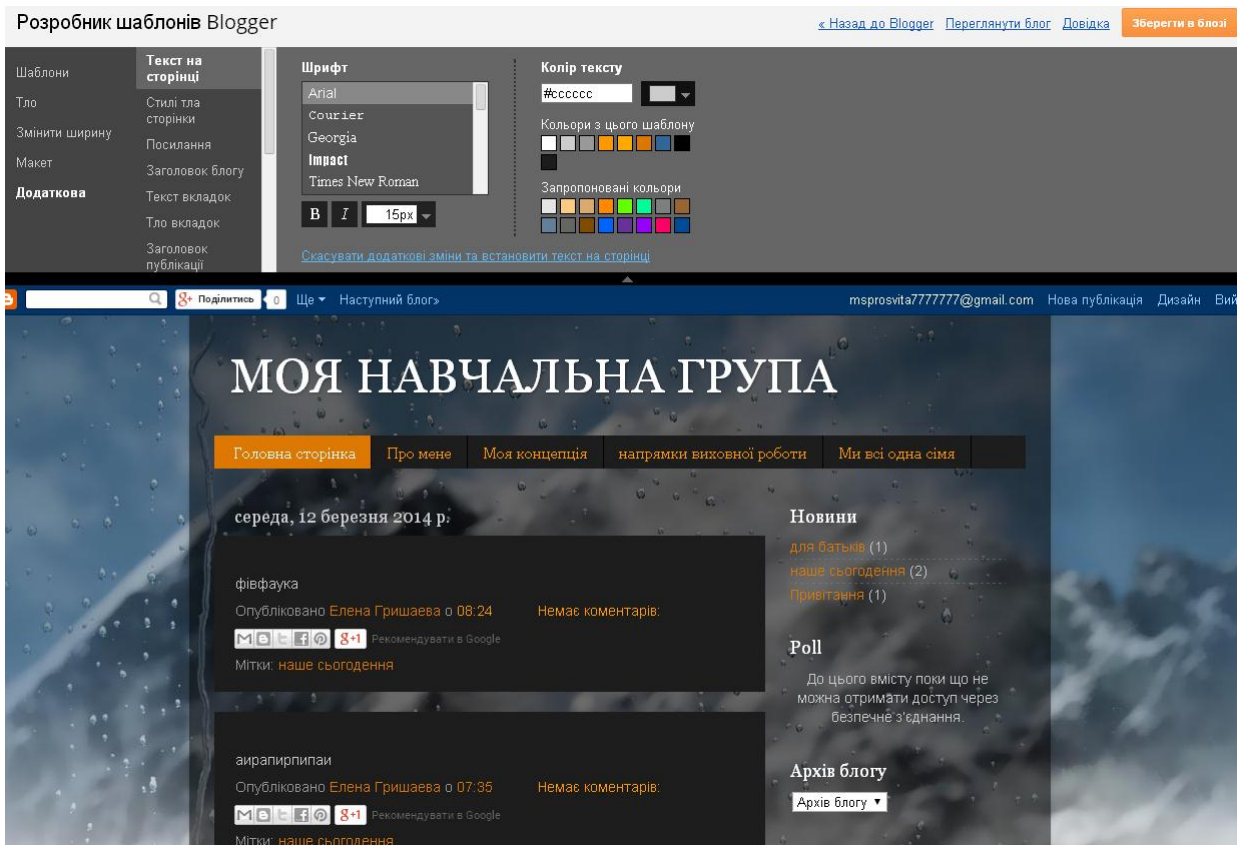 Розробник шаблонів Blogger
« Назад до Blogger Переглянути блог Довідка Зберегти в блозі
Шаблони
Тло
Змінити ширину
Макет
Додаткова
Текст на
сторінці
Стилі тла
сторінки
Посилання
Заголовок блогу
Текст вкладок
Тло вкладок
Заголовок
публікації
Шрифт
Arial
Courier
Georgia
Impact
Times New Roman
B I 15px
Колір тексту
#cccccc
Кольори з цього шаблону
Запропоновані кольори
Скасувати додаткові зміни та встановити текст на сторінці
g+ Поділитись 0 Ще Наступний блог» msprosvita7777777@gmail.com Нова публікація Дизайн Вий
МОЯ НАВЧАЛЬНА ГРУПА
Головна сторінка Про мене Моя концепція напрямки виховної роботи Ми всі одна сімя
середа, 12 березня 2014 р.
фівфаука
Опубліковано Елена Гришаева о 08:24 Немає коментарів:
g+1 Рекомендувати в Google
Мітки: наше сьогодення
аирапирпипаи
Опубліковано Елена Гришаева о 07:35 Немає коментарів:
g+1 Рекомендувати в Google
Мітки: наше сьогодення
Новини
для батьків (1)
наше сьогодення (2)
Привітання (1)
Poll
До цього вмісту поки що не
можна отримати доступ через
безпечне з'єднання.
Архів блогу
Архів блогу